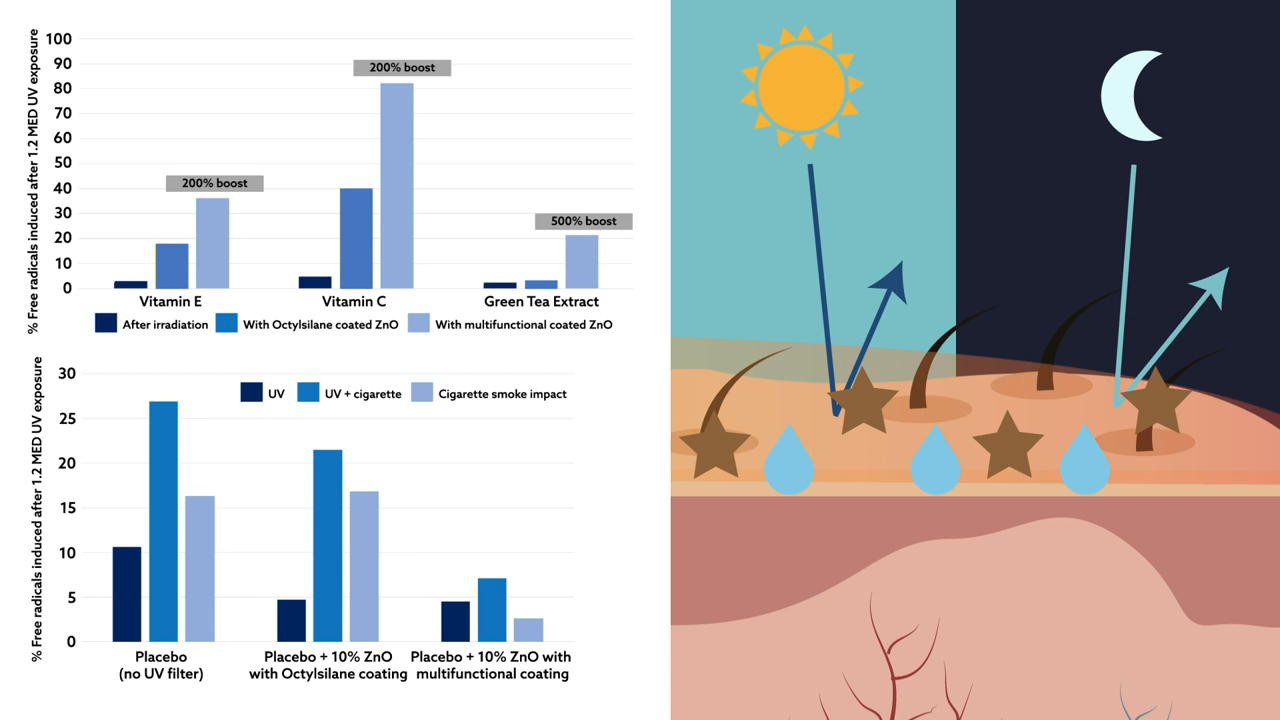 % Free radicals induced after 1.2 MED UV exposure
100
90
80
70
60
50
40
30
20
10
0
200% boost
200% boost
500% boost
Vitamin E
Vitamin C
Green Tea Extract
After irradiation
With Octylsilane coated ZnO
With multifunctional coated ZnO
% Free radicals induced after 1.2 MED UV exposure
30
25
20
15
10
5
0
UV
UV + cigarette
Cigarette smoke impact
Placebo
(no UV filter)
Placebo + 10% ZnO
with Octylsilane coating
Placebo + 10% ZnO with
multifunctional coating